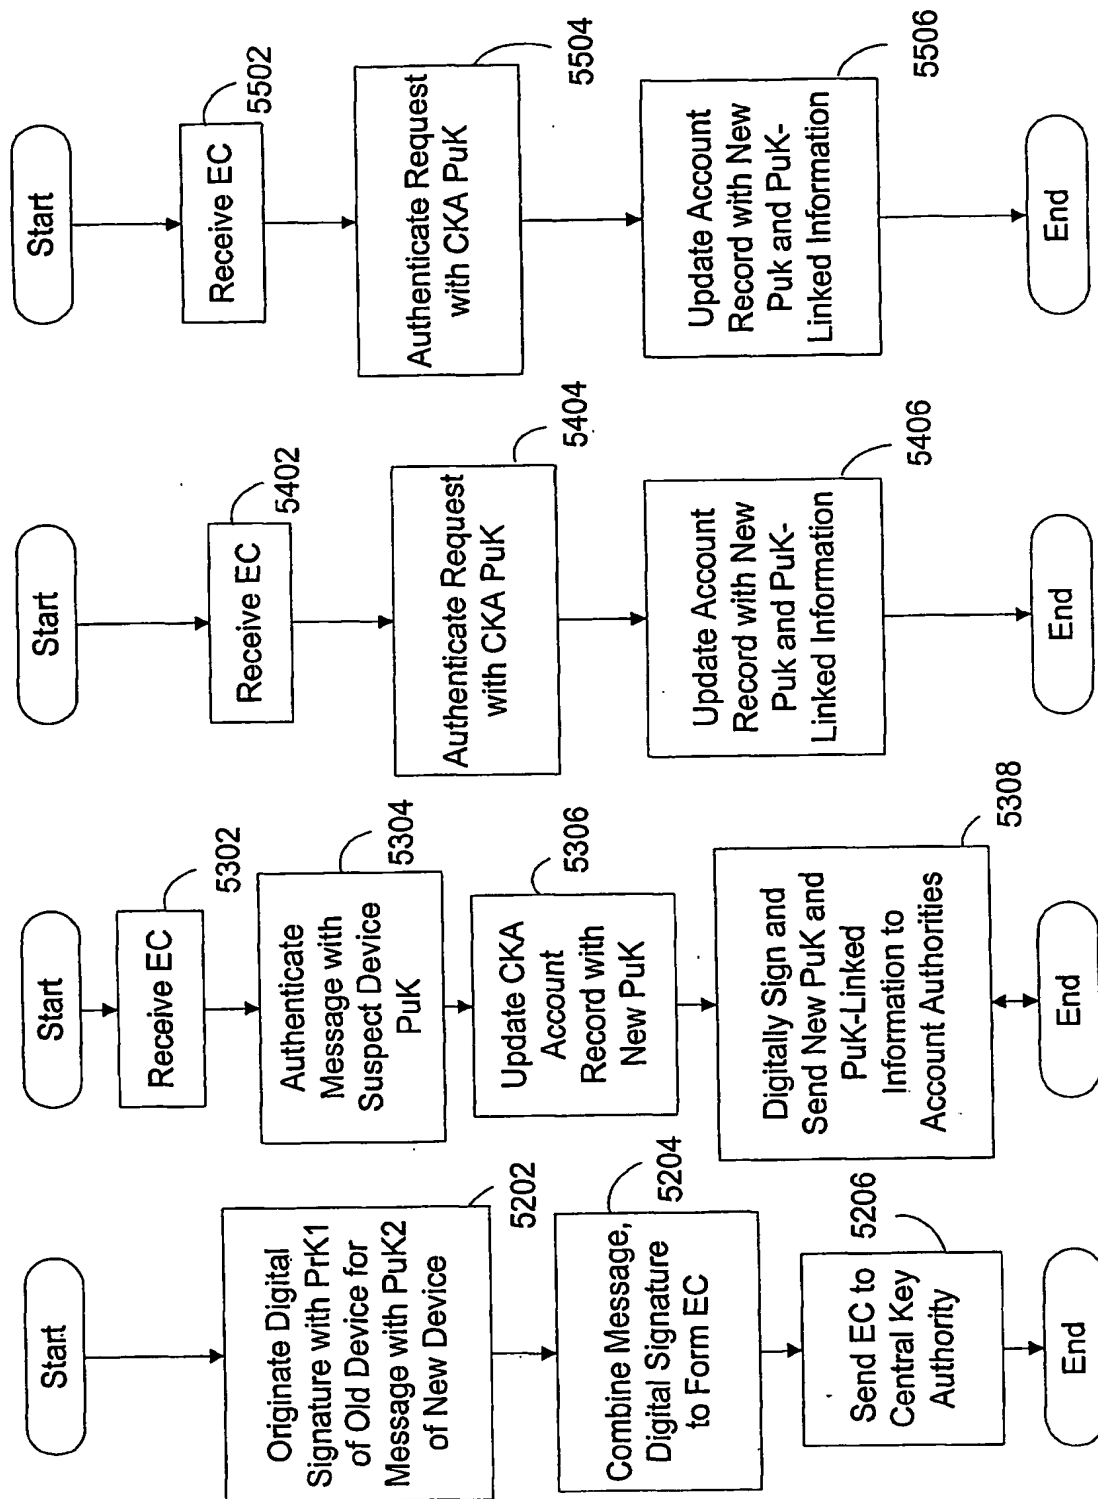 Start
Originate Digital
Signature with PrK1
of Old Device for
Message with PuK2
of New Device
5202
Combine Message,
Digital Signature
to Form EC
5204
Send EC to
Central Key
Authority
5206
End
Start
Receive EC
5302
Authenticate
Message with
Suspect Device
PuK
5304
Update CKA
Account
Record with
New PuK
5306
Digitally Sign and
Send New PuK and
PuK-Linked
Information to
Account Authorities
5308
End
Start
Receive EC
5402
Authenticate Request
with CKA PuK
5404
Update Account
Record with New
Puk and PuK-
Linked Information
5406
End
Start
Receive EC
5502
Authenticate Request
with CKA PuK
5504
Update Account
Record with New
Puk and PuK-
Linked Information
5506
End